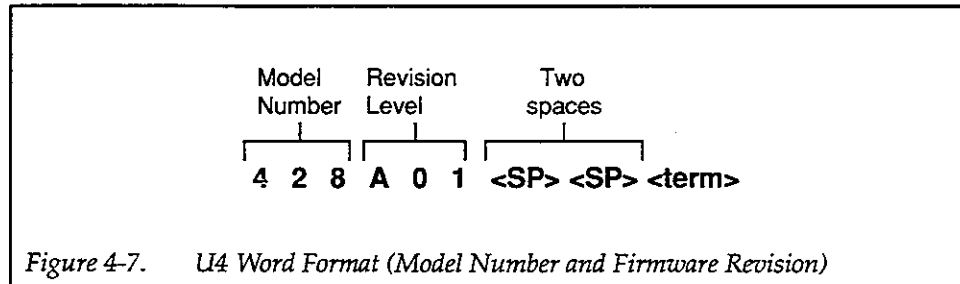 Model Revision Two
Number Level spaces
4 2 8 A 0 1 <SP> <SP> <term>
Figure 4-7. U4 Word Format (Model Number and Firmware Revision)